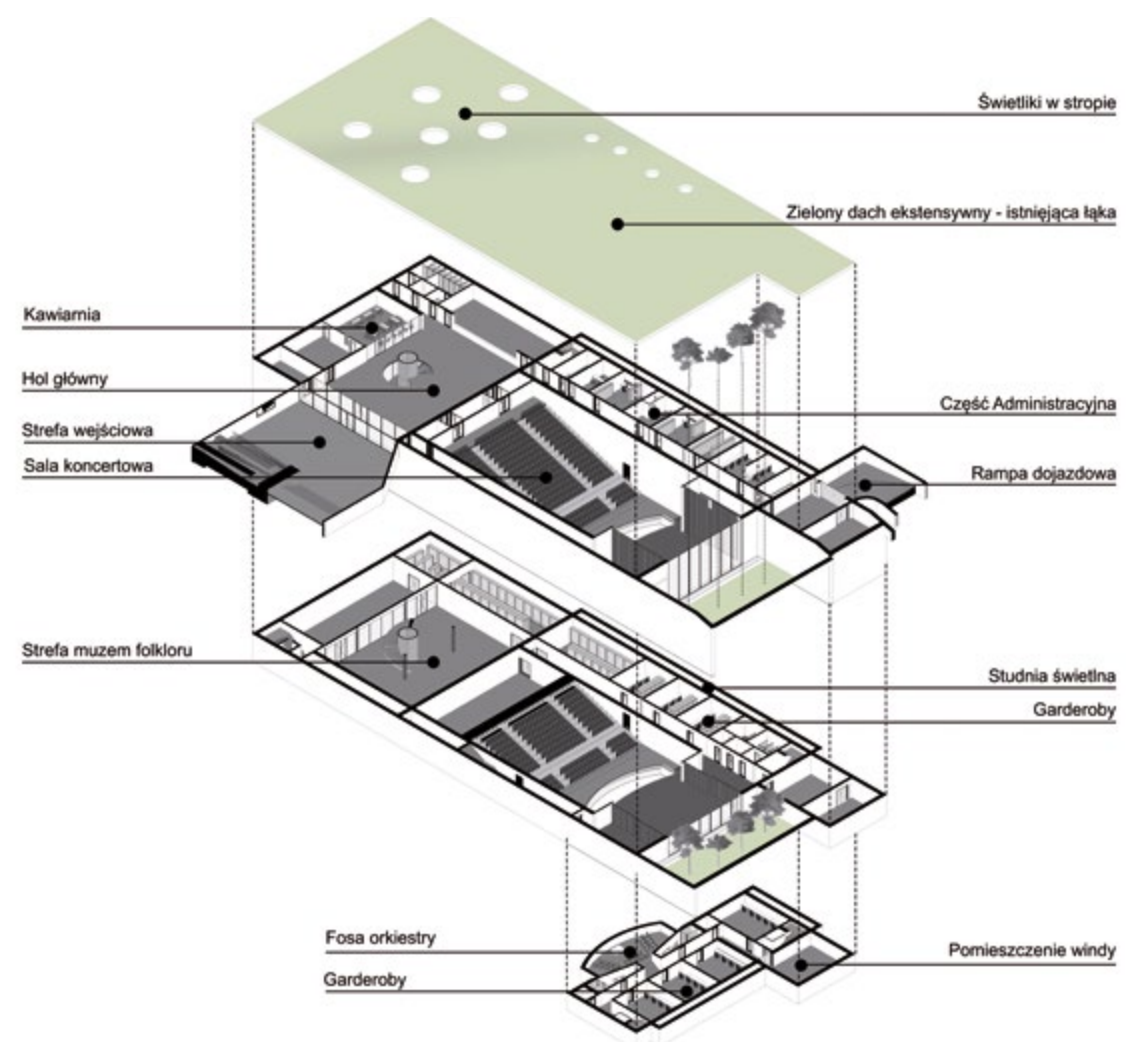 Świetliki w stropie
Zielony dach ekstensywny - istniejąca łąka
Kawiarnia
Hol główny
Część Administracyjna
Strefa wejściowa
Sala koncertowa
Rampa dojazdowa
Strefa muzem folkloru
Studnia świetlna
Garderoby
Fosa orkiestry
Pomieszczenie windy
Garderoby